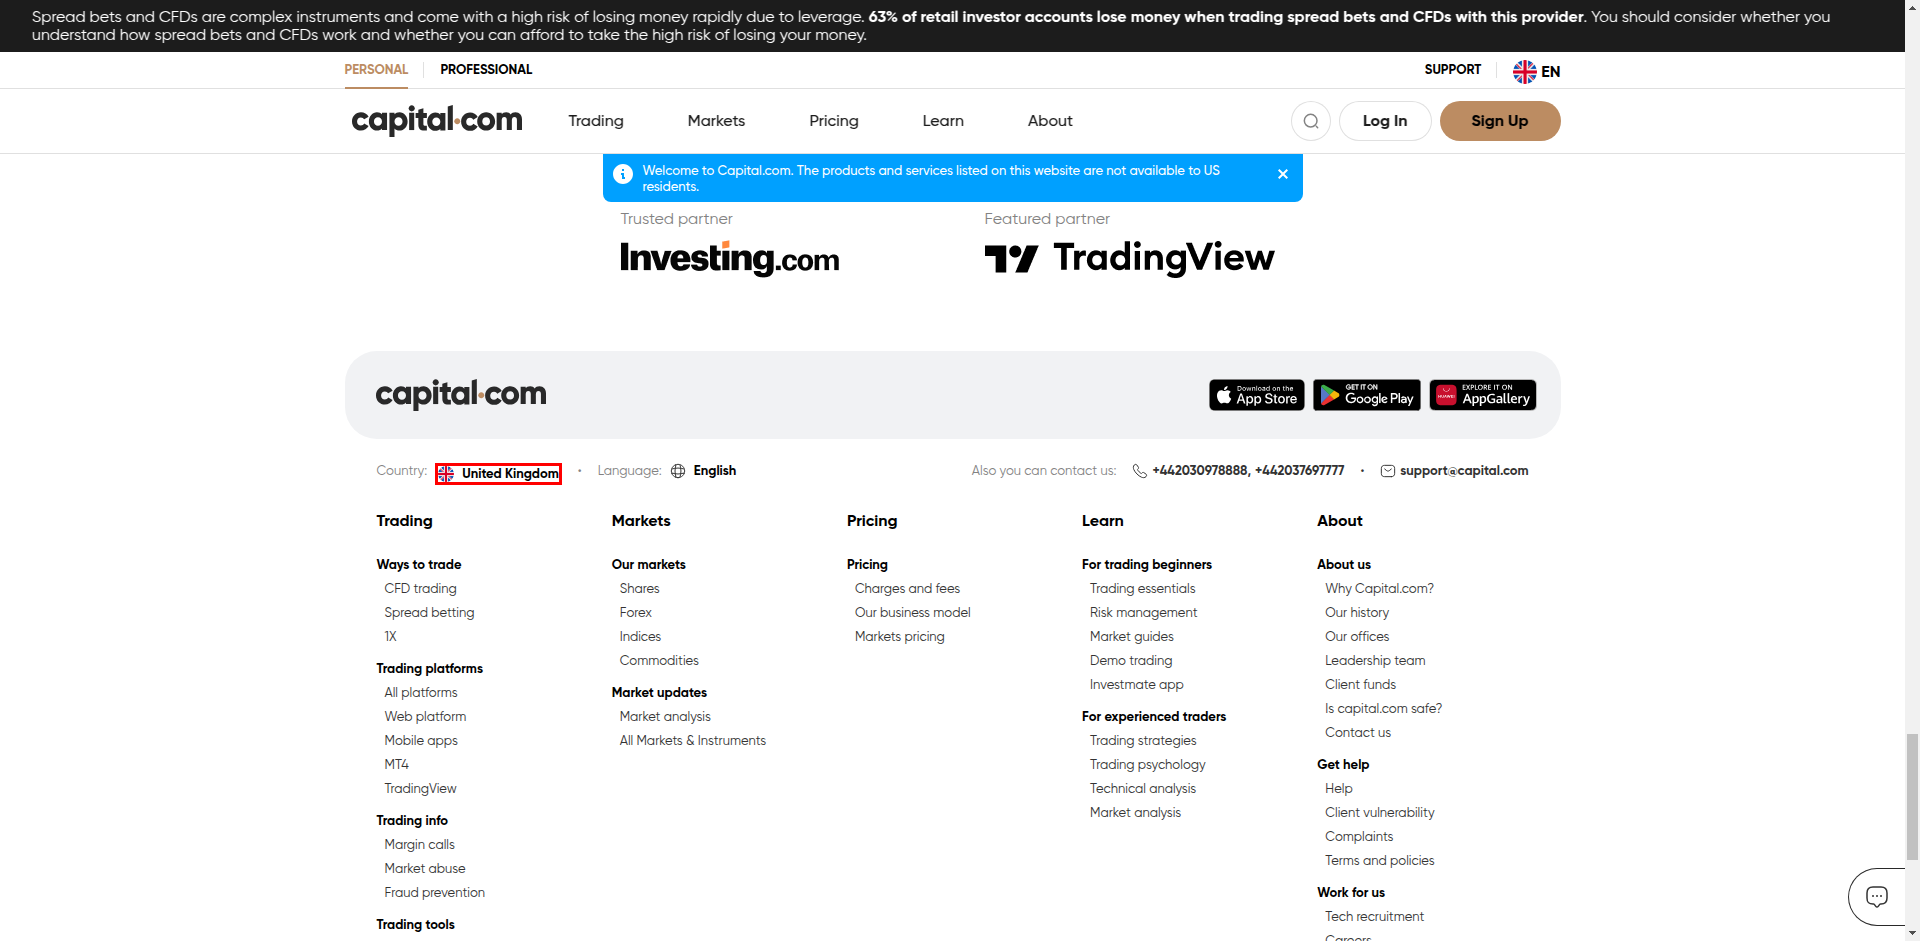 Spread bets and CFDs are complex instruments and come with a high risk of losing money rapidly due to leverage. 63% of retail investor accounts lose money when trading spread bets and CFDs with this provider. You should consider whether you
understand how spread bets and CFDs work and whether you can afford to take the high risk of losing your money.
PERSONAL PROFESSIONAL SUPPORT EN
capital.com Trading Markets Pricing Learn About Log In Sign Up
Welcome to Capital.com. The products and services listed on this website are not available to US
residents.
Trusted partner Featured partner
Investing.com TradingView
capital.com
Download on the App Store
GET IT ON Google Play
HUAWEI EXPLORE IT ON AppGallery
Country: United Kingdom • Language: English Also you can contact us: +442030978888, +442037697777 • support@capital.com
Trading
Ways to trade
CFD trading
Spread betting
1X
Trading platforms
All platforms
Web platform
Mobile apps
MT4
TradingView
Trading info
Margin calls
Market abuse
Fraud prevention
Trading tools
Markets
Our markets
Shares
Forex
Indices
Commodities
Market updates
Market analysis
All Markets & Instruments
Pricing
Pricing
Charges and fees
Our business model
Markets pricing
Learn
For trading beginners
Trading essentials
Risk management
Market guides
Demo trading
Investmate app
For experienced traders
Trading strategies
Trading psychology
Technical analysis
Market analysis
About
About us
Why Capital.com?
Our history
Our offices
Leadership team
Client funds
Is capital.com safe?
Contact us
Get help
Help
Client vulnerability
Complaints
Terms and policies
Work for us
Tech recruitment
Careers